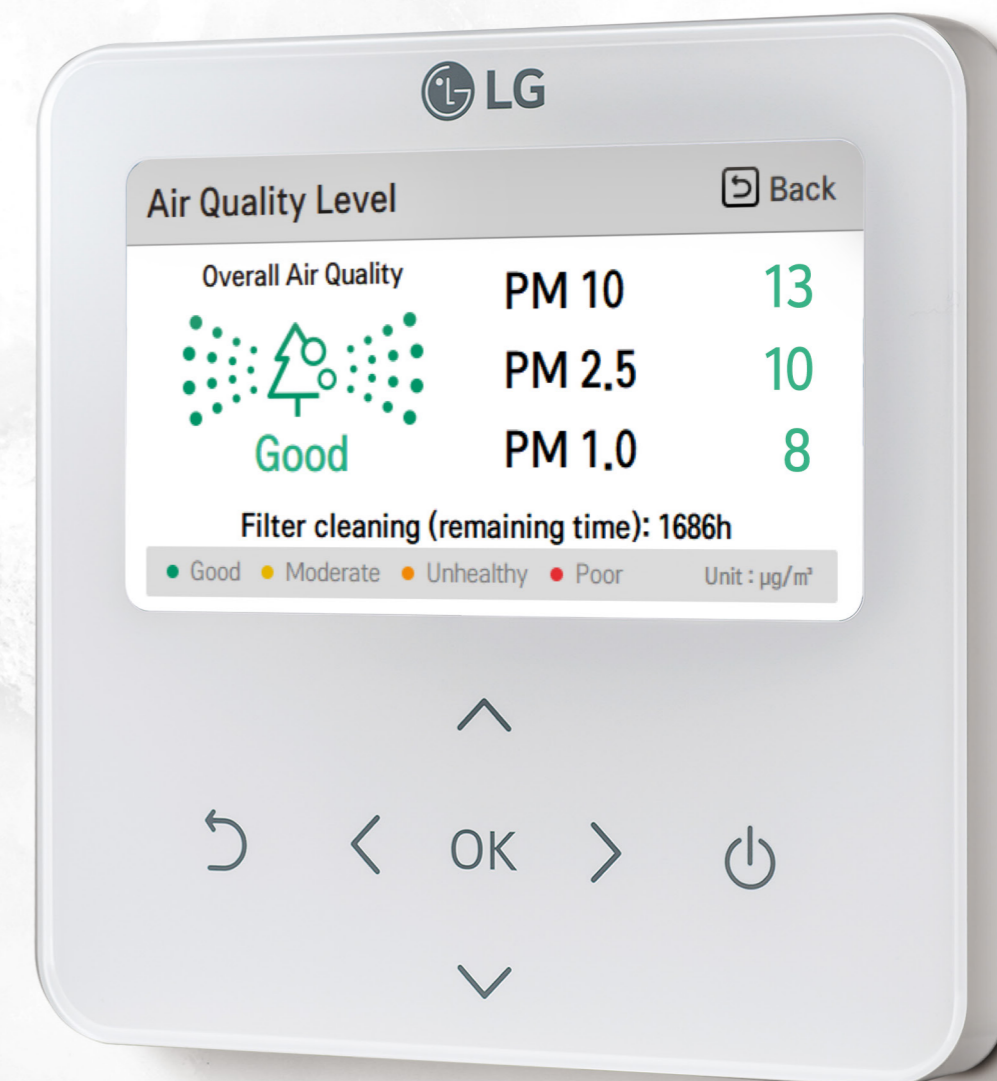 LG
Air Quality Level
Back
Overall Air Quality
Good
PM 10 13
PM 2.5 10
PM 1.0 8
Filter cleaning (remaining time): 1686h
Good Moderate Unhealthy Poor Unit : µg/m³
OK